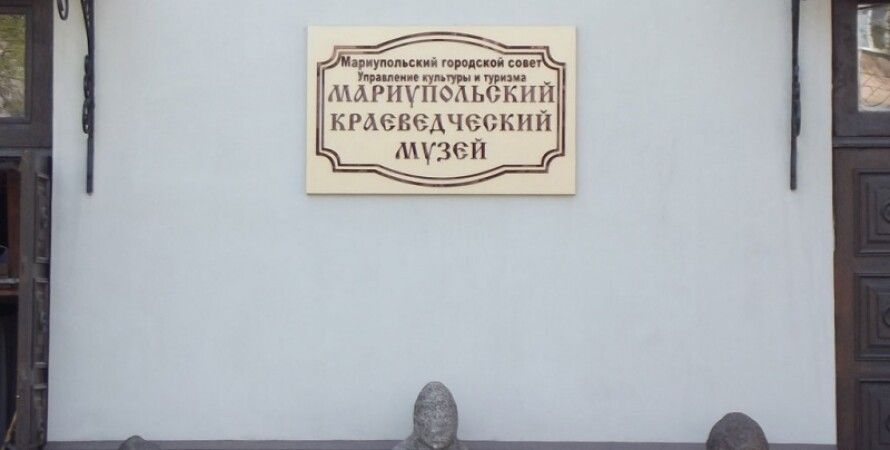 Мариупольский городской совет
Управление культуры и туризма
МАРИУПОЛЬСКИЙ
КРАЕВЕДЧЕСКИЙ
МУЗЕЙ